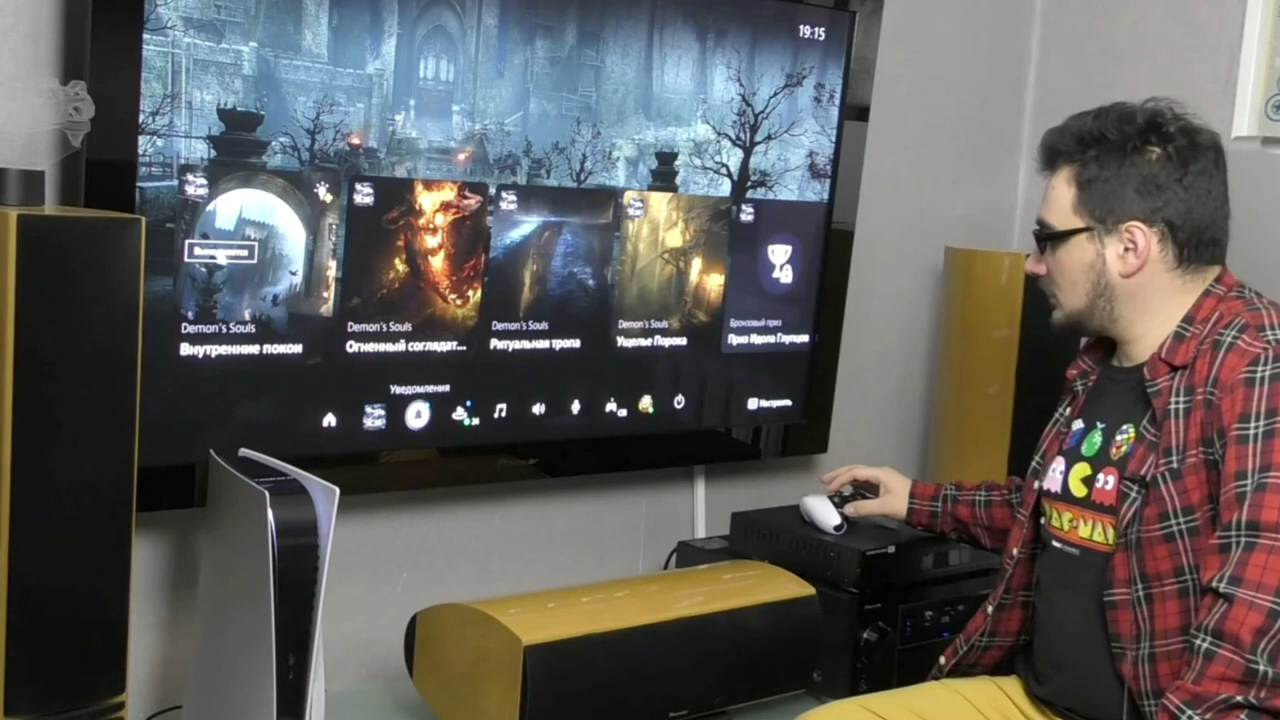 19:15
Demon's Souls
Внутренние покои
Demon's Souls
Огненный соглядат...
Demon's Souls
Ритуальная тропа
Demon's Souls
Ущелье Порока
Бронзовый приз
Приз Идола Глупцов
Уведомления
24
Настроить
PAC-MAN